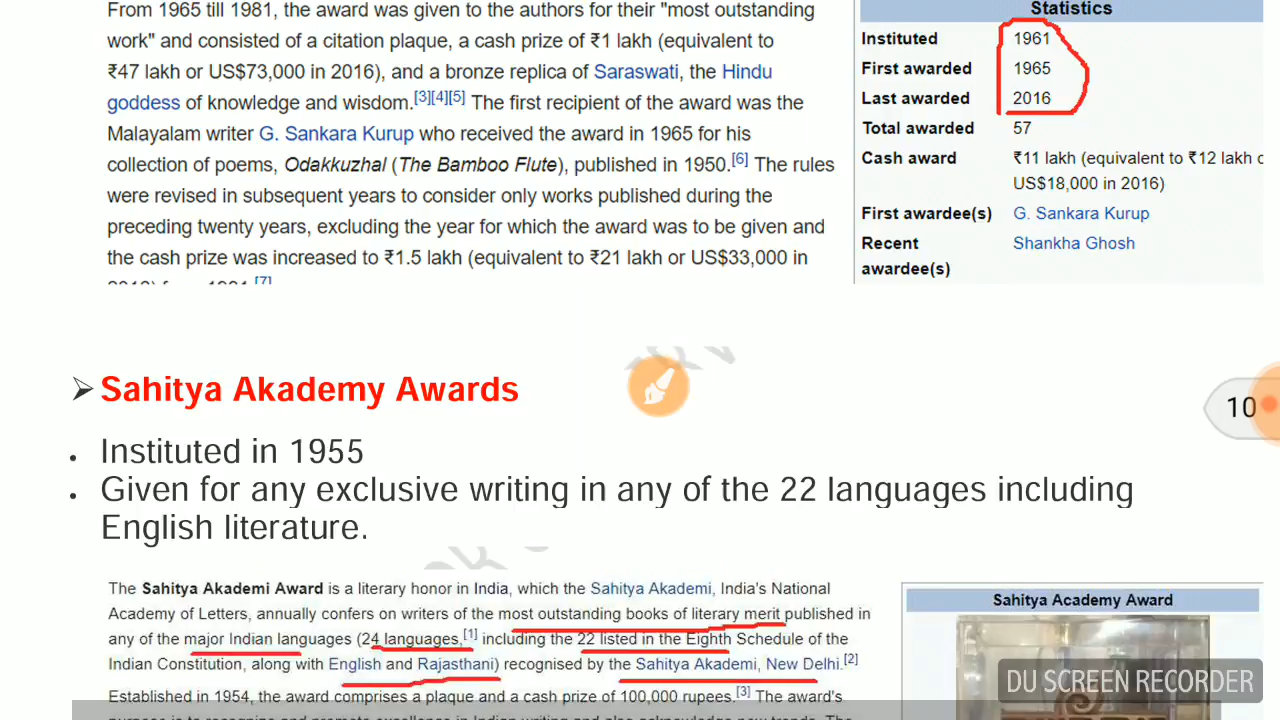 From 1965 till 1981, the award was given to the authors for their "most outstanding
work" and consisted of a citation plaque, a cash prize of ₹1 lakh (equivalent to
₹47 lakh or US$73,000 in 2016), and a bronze replica of Saraswati, the Hindu
goddess of knowledge and wisdom.[3][4][5] The first recipient of the award was the
Malayalam writer G. Sankara Kurup who received the award in 1965 for his
collection of poems, Odakkuzhal (The Bamboo Flute), published in 1950.[6] The rules
were revised in subsequent years to consider only works published during the
preceding twenty years, excluding the year for which the award was to be given and
the cash prize was increased to ₹1.5 lakh (equivalent to ₹21 lakh or US$33,000 in
[7]
Statistics
Instituted 1961
First awarded 1965
Last awarded 2016
Total awarded 57
Cash award ₹11 lakh (equivalent to ₹12 lakh
US$18,000 in 2016)
First awardee(s) G. Sankara Kurup
Recent Shankha Ghosh
awardee(s)
➢ Sahitya Akademy Awards
10
• Instituted in 1955
• Given for any exclusive writing in any of the 22 languages including
English literature.
The Sahitya Akademi Award is a literary honor in India, which the Sahitya Akademi, India's National
Academy of Letters, annually confers on writers of the most outstanding books of literary merit published in
any of the major Indian languages (24 languages,[1] including the 22 listed in the Eighth Schedule of the
Indian Constitution, along with English and Rajasthani) recognised by the Sahitya Akademi, New Delhi.[2]
Established in 1954, the award comprises a plaque and a cash prize of 100,000 rupees.[3] The award's
Sahitya Academy Award
DU SCREEN RECORDER